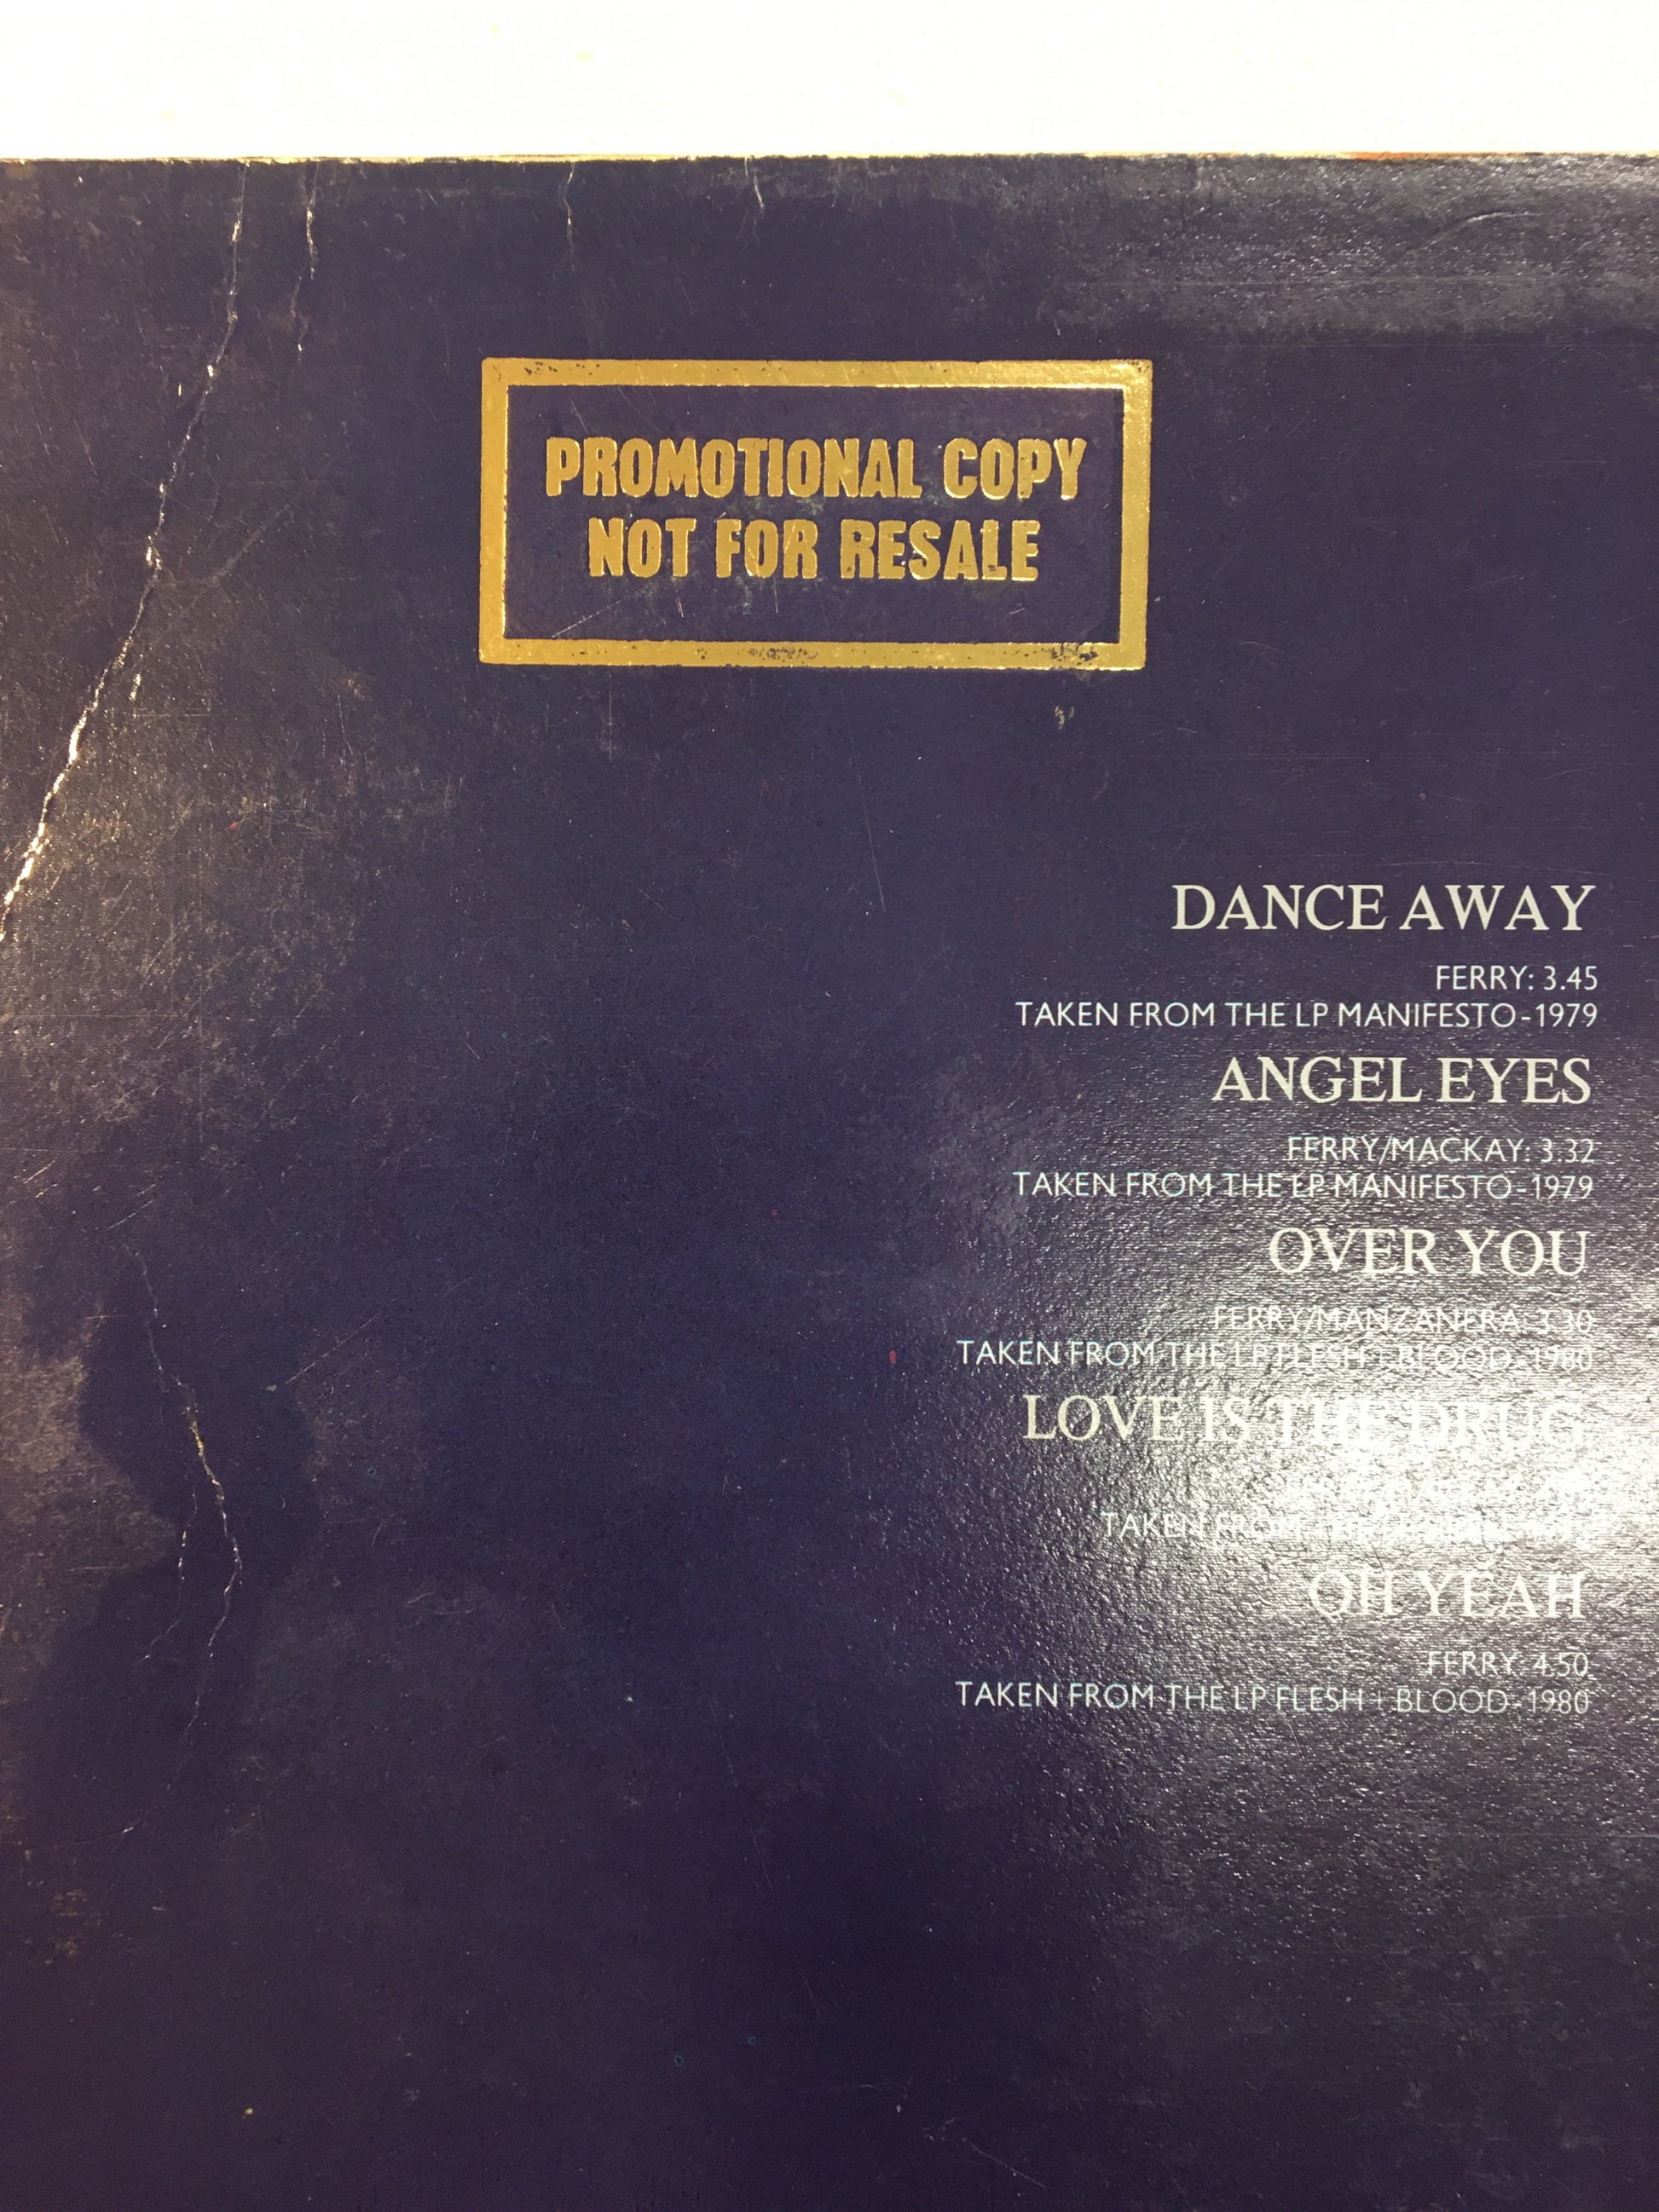 PROMOTIONAL COPY
NOT FOR RESALE
DANCE AWAY
FERRY: 3.45
TAKEN FROM THE LP MANIFESTO-1979
ANGEL EYES
FERRY/MACKAY: 3.32
TAKEN FROM THE LP MANIFESTO-1979
OVER YOU
FERRY/MANZANERA: 3.30
TAKEN FROM THE LP FLESH + BLOOD-1980
LOVE IS THE DRUG
TAKEN FROM
OH YEAH
FERRY: 4.50
TAKEN FROM THE LP FLESH + BLOOD-1980